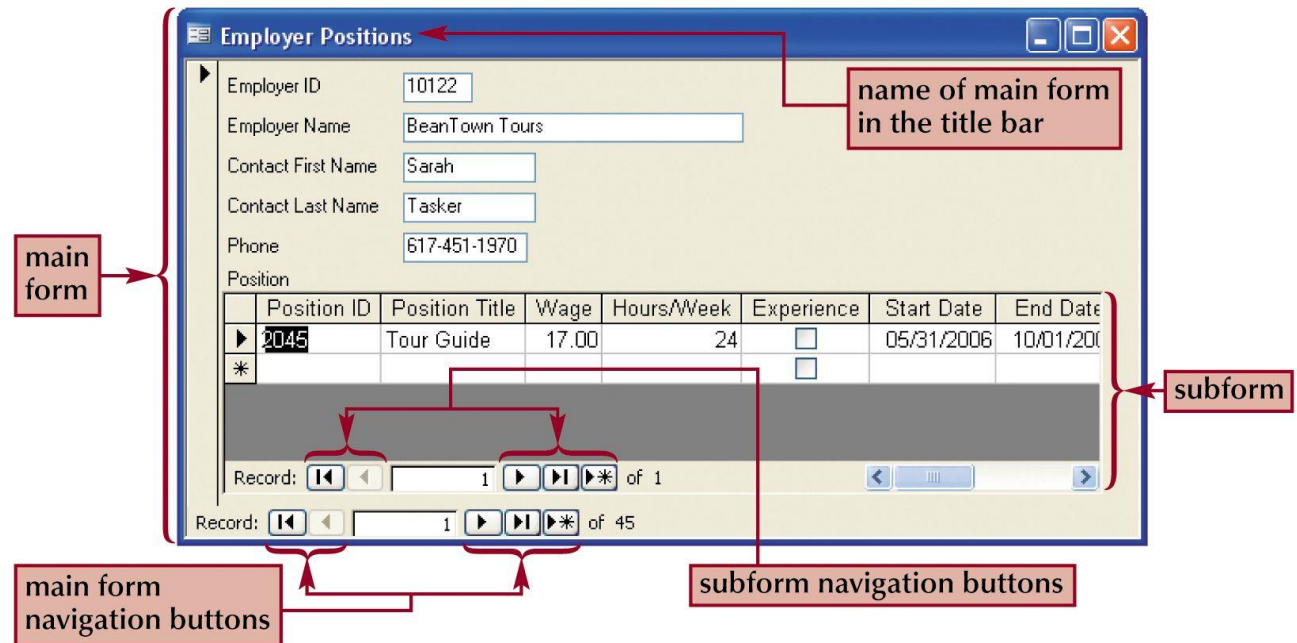 Employer Positions
Employer ID 10122
name of main form
in the title bar
Employer Name BeanTown Tours
Contact First Name Sarah
Contact Last Name Tasker
Phone 617-451-1970
main
form
Position
Position ID Position Title Wage Hours/Week Experience Start Date End Date
2045 Tour Guide 17.00 24 05/31/2006 10/01/200
subform
Record: 1 of 1
Record: 1 of 45
main form
navigation buttons
subform navigation buttons